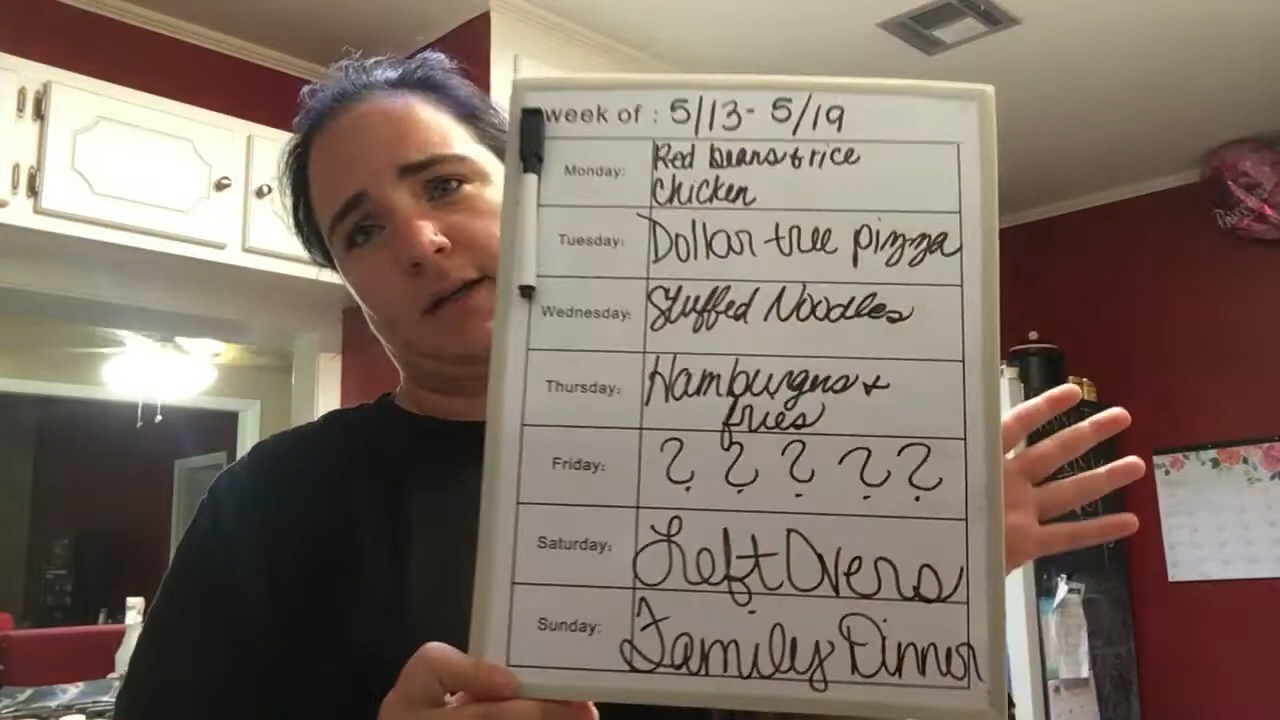 week of : 5/13- 5/19
Monday: Red beans & rice
chicken
Tuesday: Dollar tree pizza
Wednesday: Stuffed Noodles
Thursday: Hamburgers +
fries
Friday: ? ? ? ? ?
Saturday: Left Overs
Sunday: Family Dinner